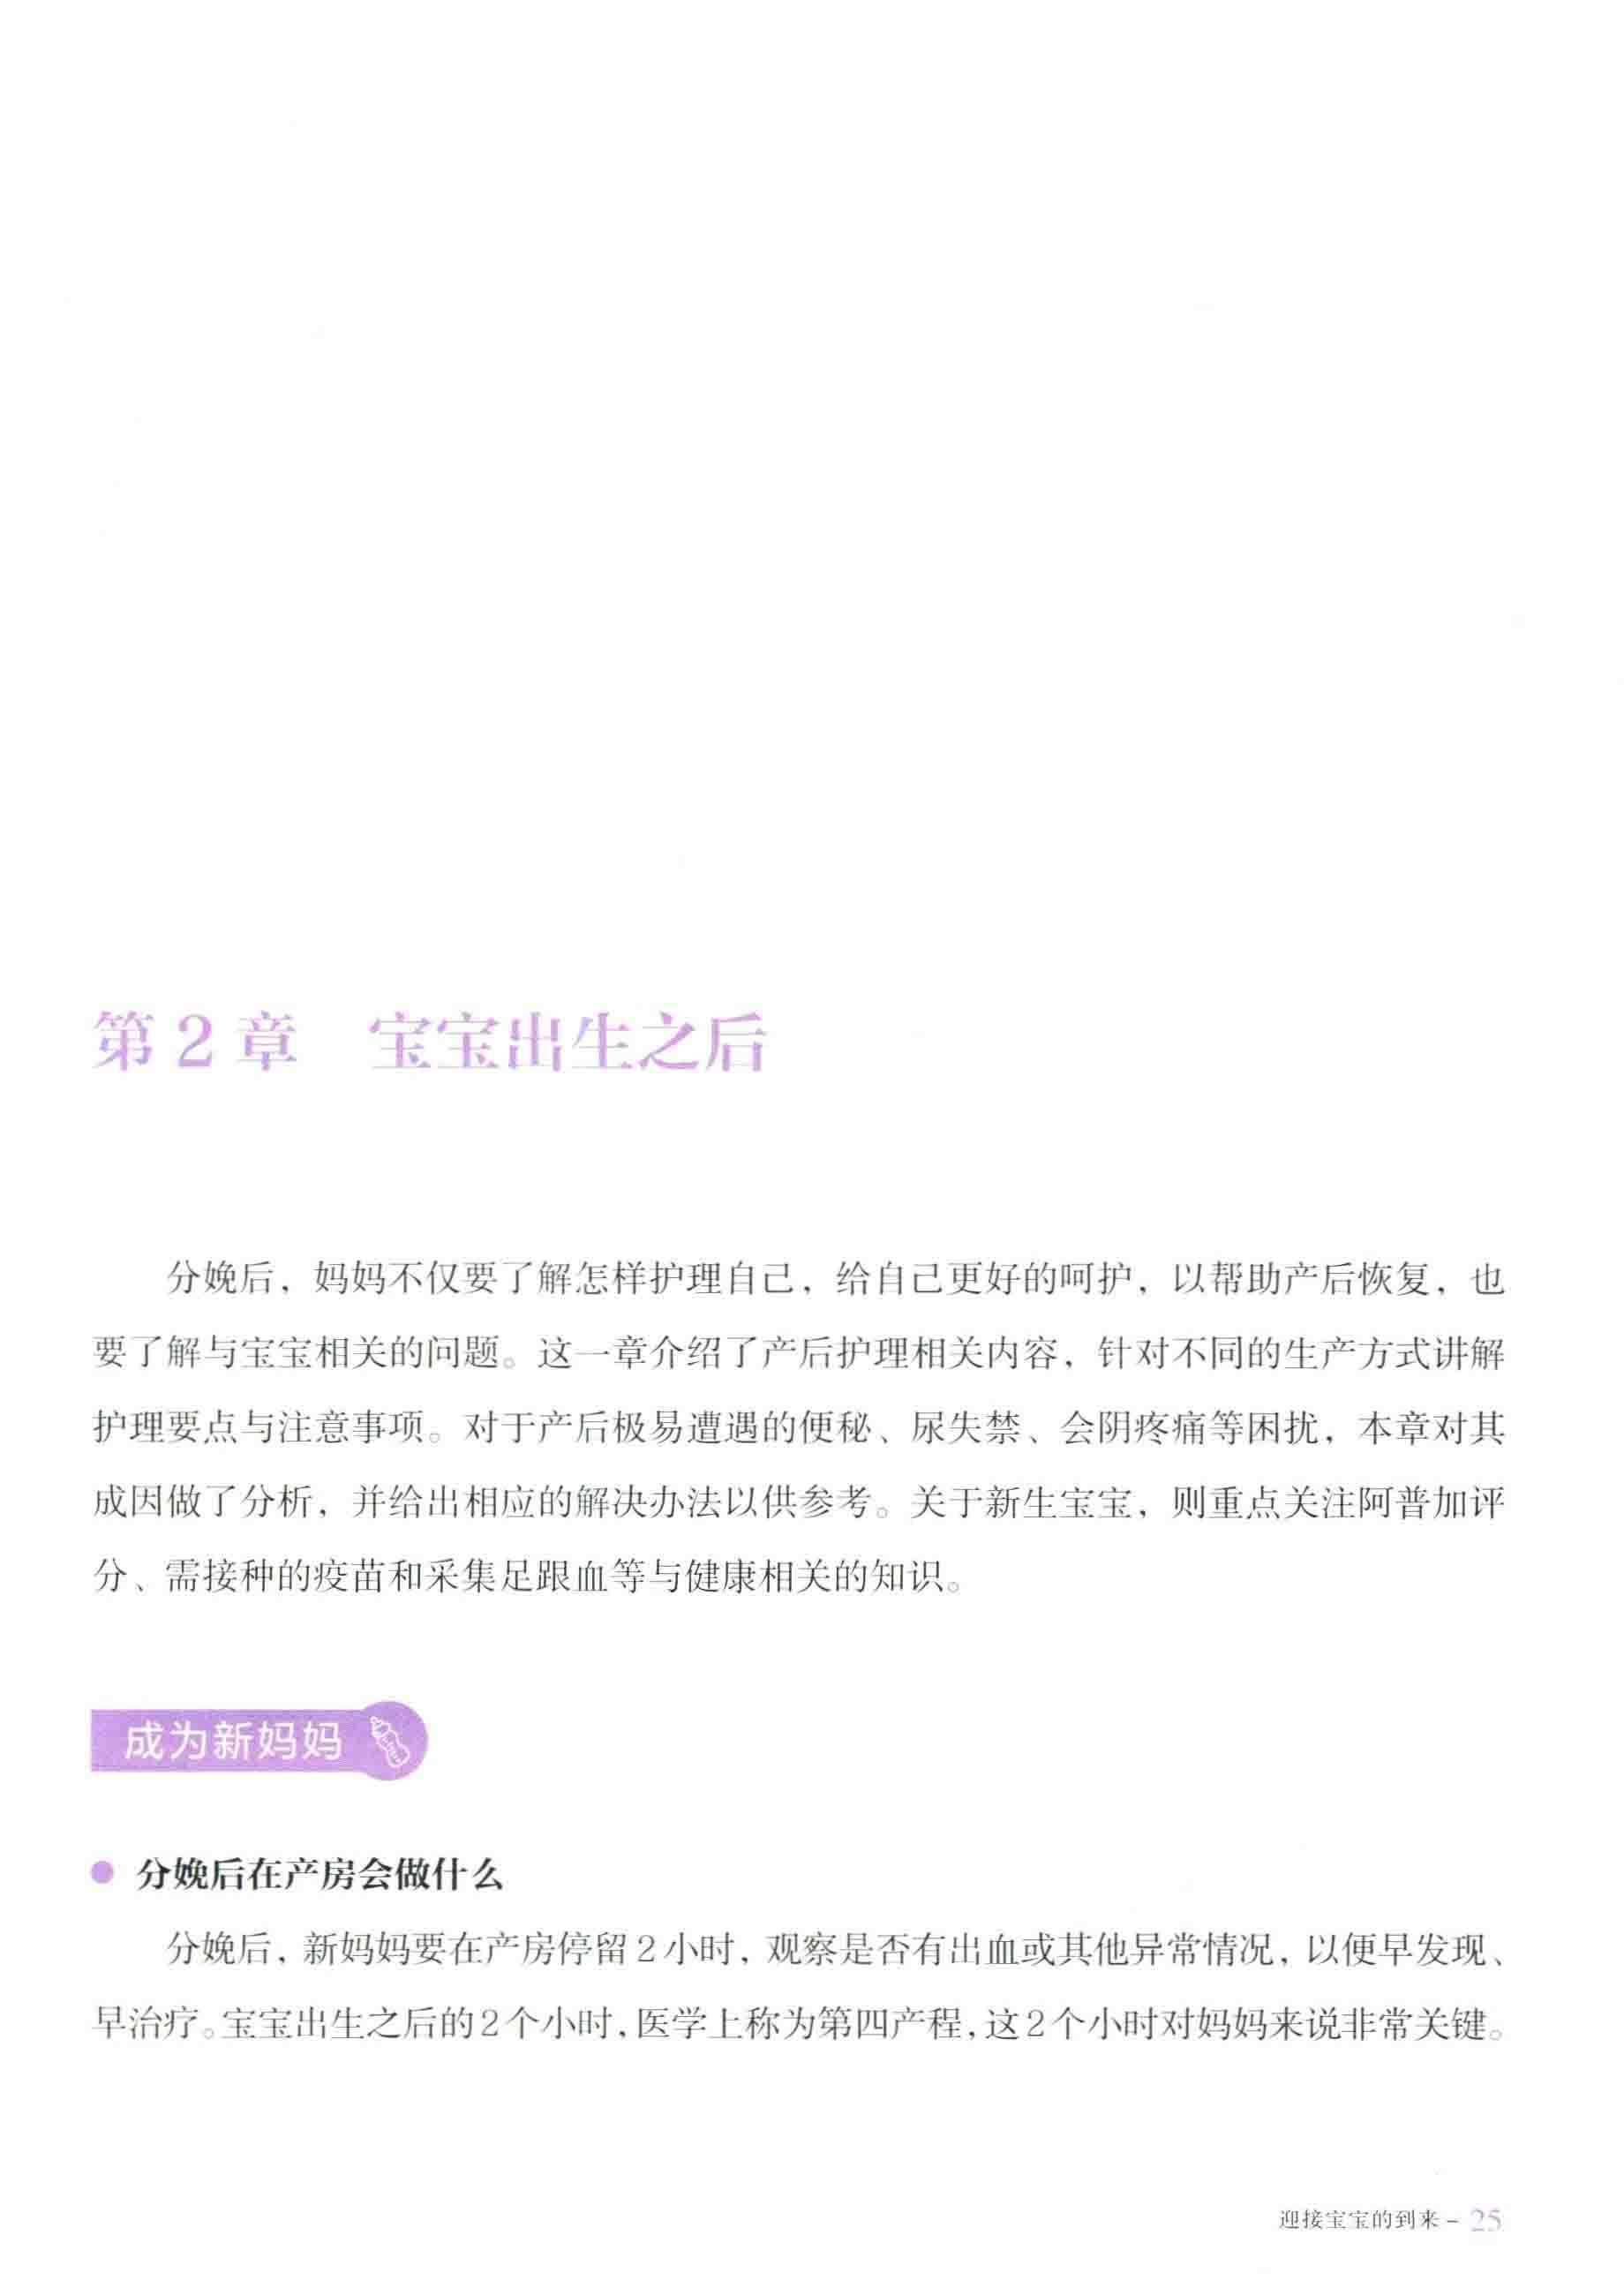 第2章 宝宝出生之后
分娩后，妈妈不仅要了解怎样护理自己，给自己更好的呵护，以帮助产后恢复，也
要了解与宝宝相关的问题。这一章介绍了产后护理相关内容，针对不同的生产方式讲解
护理要点与注意事项。对于产后极易遭遇的便秘、尿失禁、会阴疼痛等困扰，本章对其
成因做了分析，并给出相应的解决办法以供参考。关于新生宝宝，则重点关注阿普加评
分、需接种的疫苗和采集足跟血等与健康相关的知识。
成为新妈妈
● 分娩后在产房会做什么
分娩后，新妈妈要在产房停留2小时，观察是否有出血或其他异常情况，以便早发现、
早治疗。宝宝出生之后的2个小时，医学上称为第四产程，这2个小时对妈妈来说非常关键。
迎接宝宝的到来 – 25